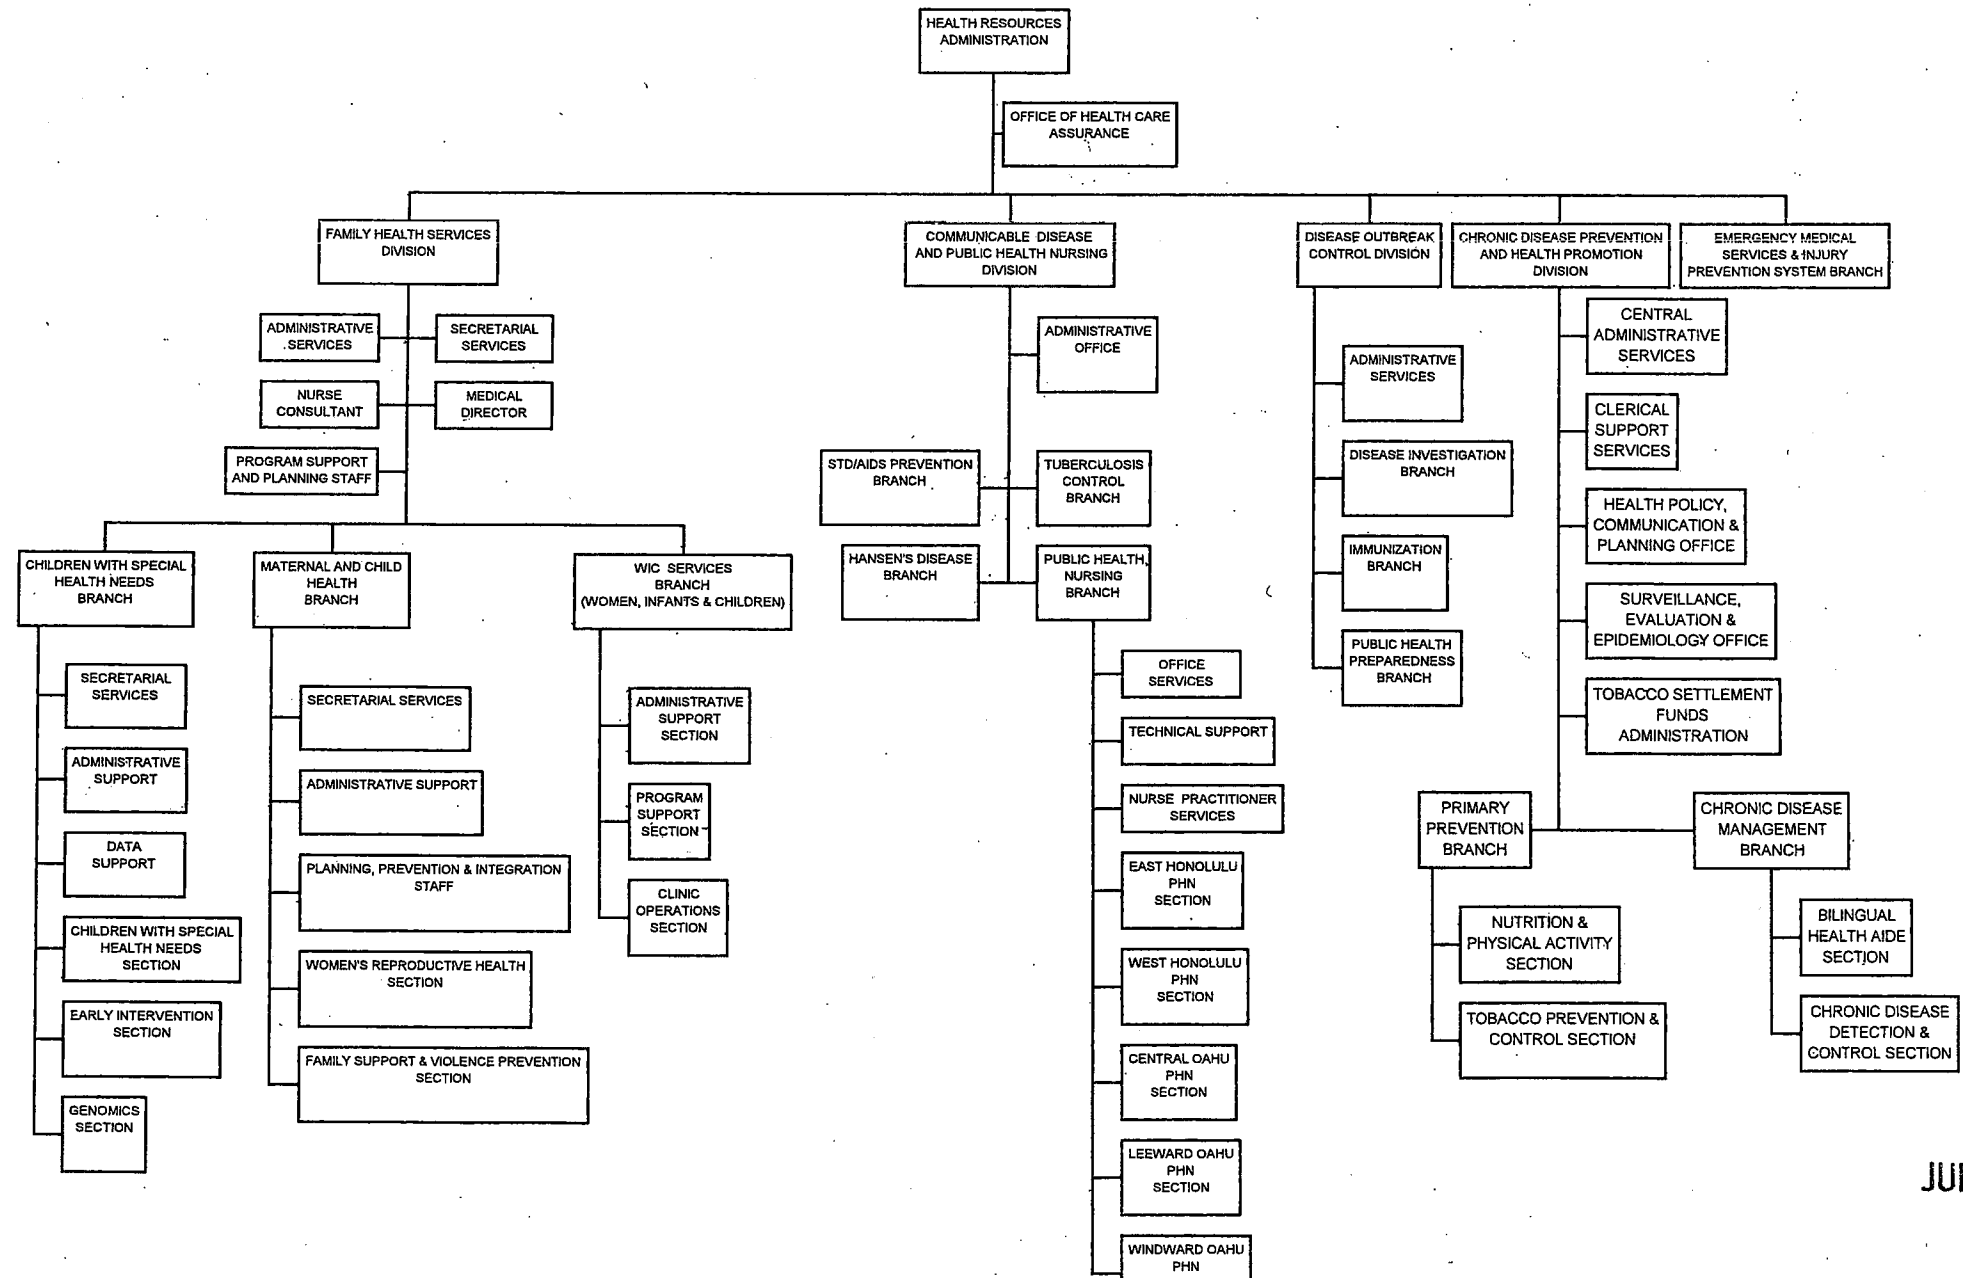 HEALTH RESOURCES
ADMINISTRATION
OFFICE OF HEALTH CARE
ASSURANCE
FAMILY HEALTH SERVICES
DIVISION
COMMUNICABLE DISEASE
AND PUBLIC HEALTH NURSING
DIVISION
DISEASE OUTBREAK
CONTROL DIVISION
CHRONIC DISEASE PREVENTION
AND HEALTH PROMOTION
DIVISION
EMERGENCY MEDICAL
SERVICES & INJURY
PREVENTION SYSTEM BRANCH
ADMINISTRATIVE
SERVICES
SECRETARIAL
SERVICES
NURSE
CONSULTANT
MEDICAL
DIRECTOR
PROGRAM SUPPORT
AND PLANNING STAFF
CHILDREN WITH SPECIAL
HEALTH NEEDS
BRANCH
SECRETARIAL
SERVICES
ADMINISTRATIVE
SUPPORT
DATA
SUPPORT
CHILDREN WITH SPECIAL
HEALTH NEEDS
SECTION
EARLY INTERVENTION
SECTION
GENOMICS
SECTION
MATERNAL AND CHILD
HEALTH
BRANCH
SECRETARIAL SERVICES
ADMINISTRATIVE SUPPORT
PLANNING, PREVENTION & INTEGRATION
STAFF
WOMEN'S REPRODUCTIVE HEALTH
SECTION
FAMILY SUPPORT & VIOLENCE PREVENTION
SECTION
WIC SERVICES
BRANCH
(WOMEN, INFANTS & CHILDREN)
ADMINISTRATIVE
SUPPORT
SECTION
PROGRAM
SUPPORT
SECTION
CLINIC
OPERATIONS
SECTION
ADMINISTRATIVE
OFFICE
STD/AIDS PREVENTION
BRANCH
TUBERCULOSIS
CONTROL
BRANCH
HANSEN'S DISEASE
BRANCH
PUBLIC HEALTH
NURSING
BRANCH
OFFICE
SERVICES
TECHNICAL SUPPORT
NURSE PRACTITIONER
SERVICES
EAST HONOLULU
PHN
SECTION
WEST HONOLULU
PHN
SECTION
CENTRAL OAHU
PHN
SECTION
LEEWARD OAHU
PHN
SECTION
WINDWARD OAHU
PHN
ADMINISTRATIVE
SERVICES
DISEASE INVESTIGATION
BRANCH
IMMUNIZATION
BRANCH
PUBLIC HEALTH
PREPAREDNESS
BRANCH
CENTRAL
ADMINISTRATIVE
SERVICES
CLERICAL
SUPPORT
SERVICES
HEALTH POLICY,
COMMUNICATION &
PLANNING OFFICE
SURVEILLANCE,
EVALUATION &
EPIDEMIOLOGY OFFICE
TOBACCO SETTLEMENT
FUNDS
ADMINISTRATION
PRIMARY
PREVENTION
BRANCH
NUTRITION &
PHYSICAL ACTIVITY
SECTION
TOBACCO PREVENTION &
CONTROL SECTION
CHRONIC DISEASE
MANAGEMENT
BRANCH
BILINGUAL
HEALTH AIDE
SECTION
CHRONIC DISEASE
DETECTION &
CONTROL SECTION